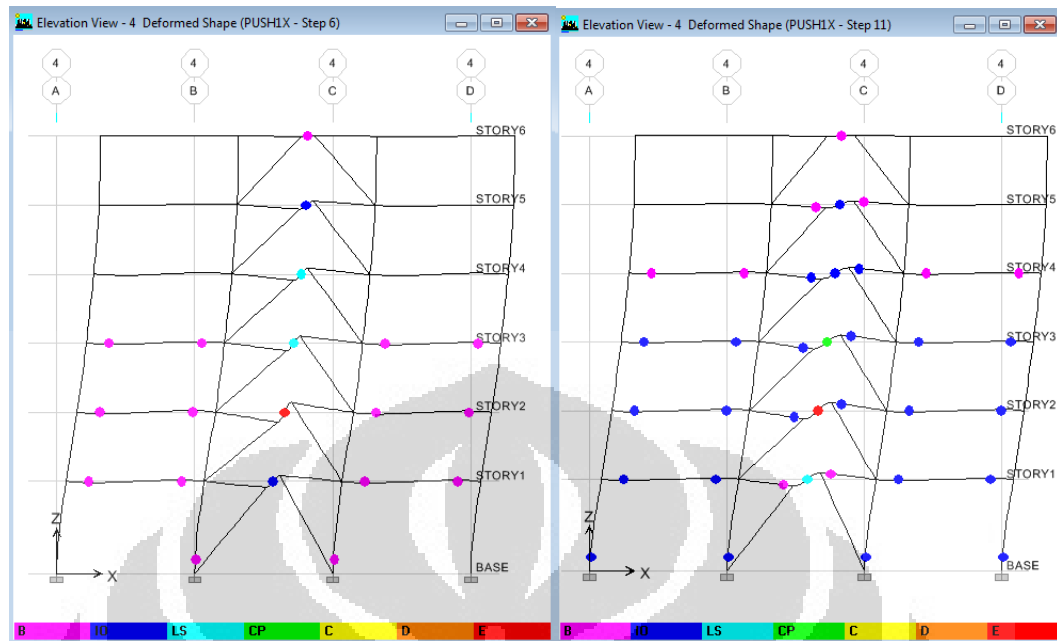 Elevation View - 4 Deformed Shape (PUSH1X - Step 6)
4 4 4 4
A B C D
STORY6
STORY5
STORY4
STORY3
STORY2
STORY1
Z
X
BASE
B IO LS CP C D E
Elevation View - 4 Deformed Shape (PUSH1X - Step 11)
4 4 4 4
A B C D
STORY6
STORY5
STORY4
STORY3
STORY2
STORY1
Z
X
BASE
B IO LS CP C D E